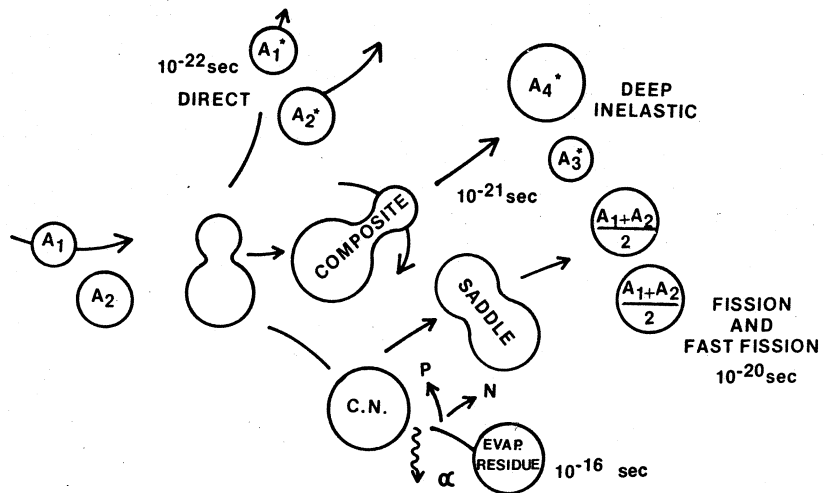 A1*
10-22sec
DIRECT
A2*
A4*
DEEP
INELASTIC
A3*
10-21sec
A1
A2
COMPOSITE
A1+A2
2
SADDLE
A1+A2
2
FISSION
AND
FAST FISSION
10-20sec
C.N.
P
N
EVAP.
RESIDUE
10-16 sec
α